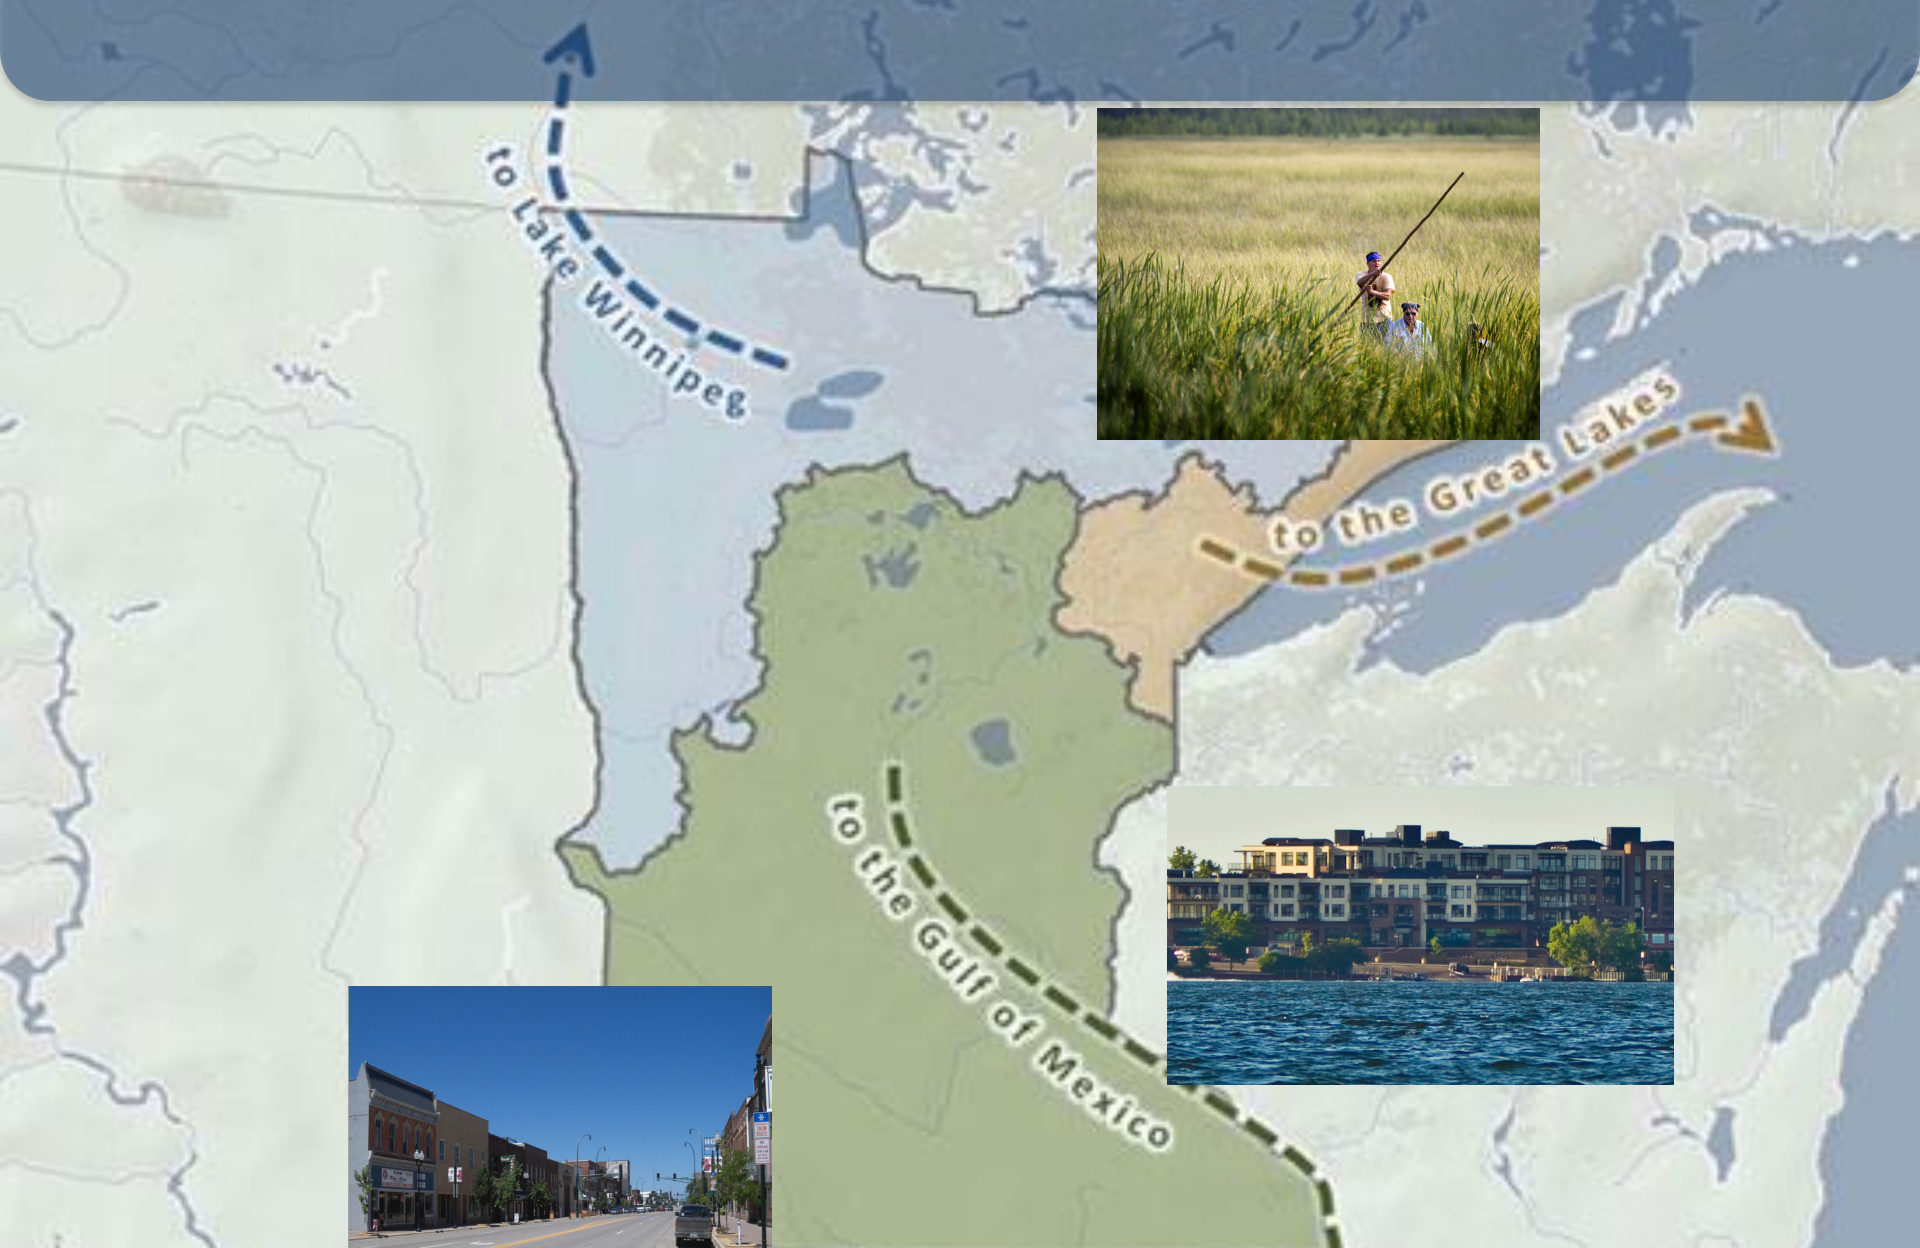 to Lake Winnipeg
to the Great Lakes
to the Gulf of Mexico